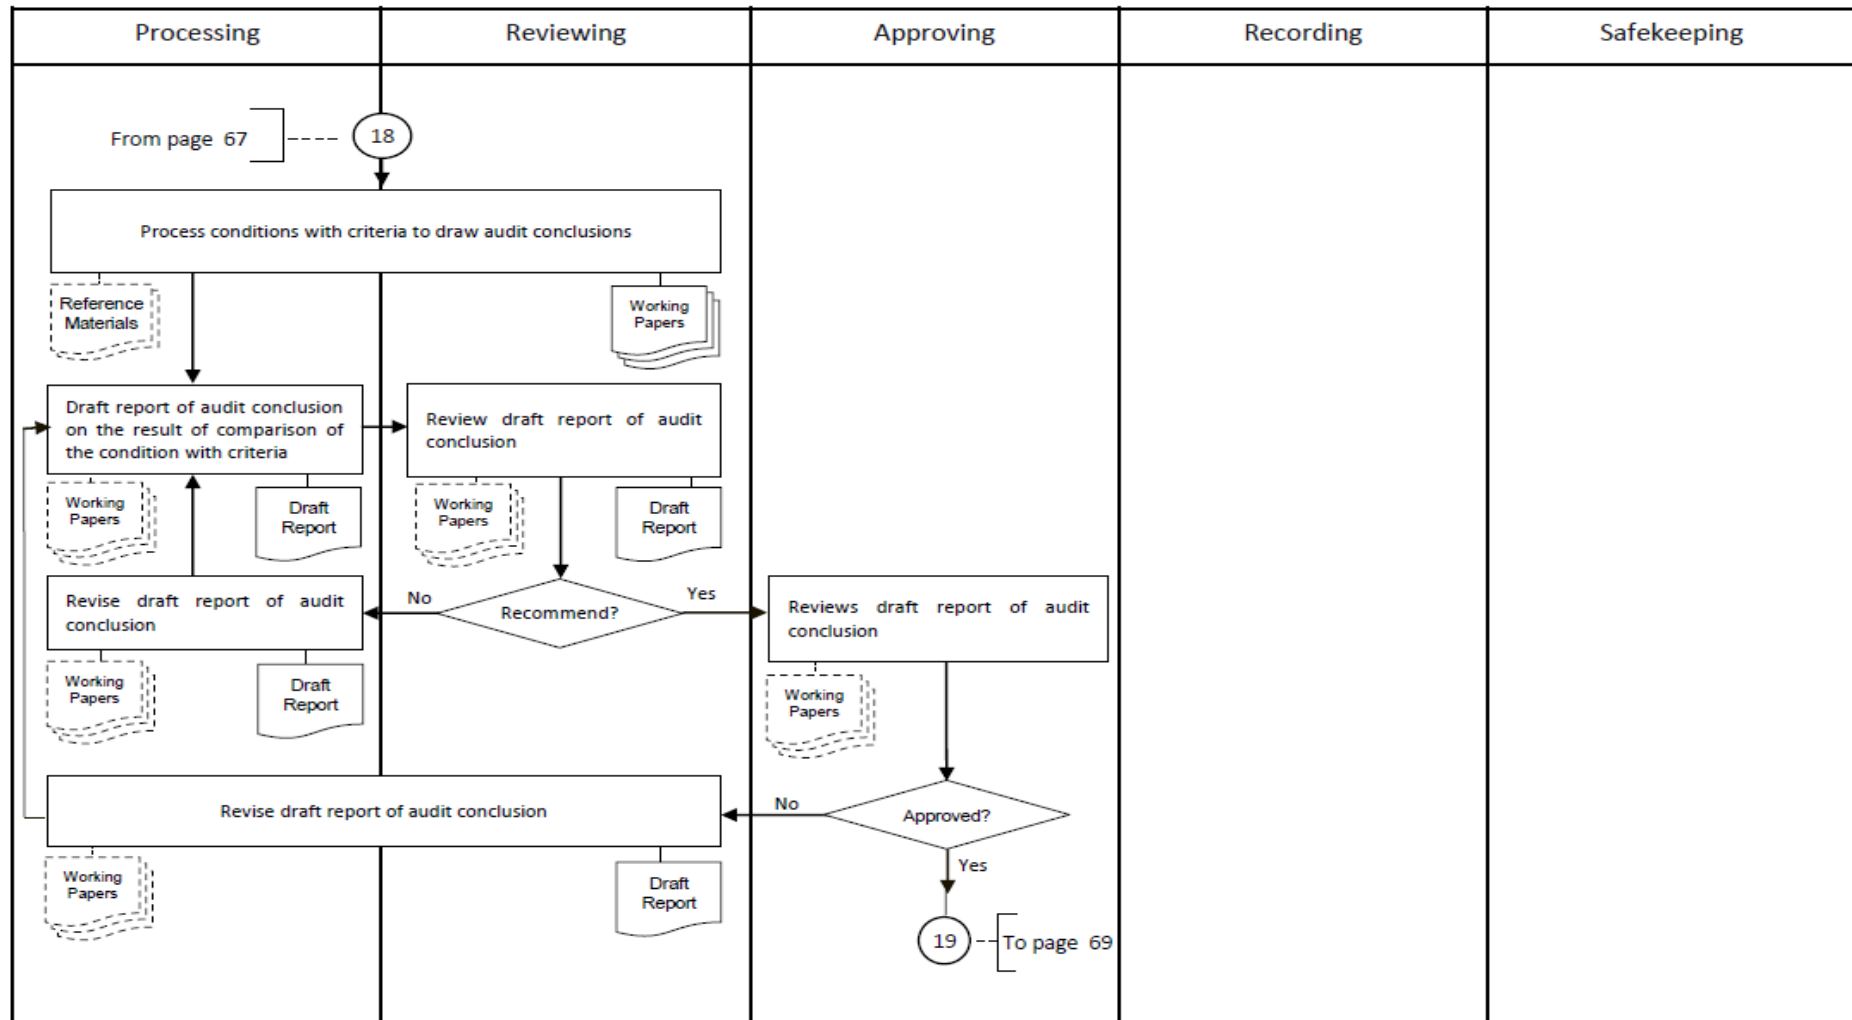 Processing
Reviewing
Approving
Recording
Safekeeping
From page 67
18
Process conditions with criteria to draw audit conclusions
Reference
Materials
Working
Papers
Draft report of audit conclusion
on the result of comparison of
the condition with criteria
Review draft report of audit
conclusion
Working
Papers
Draft
Report
Working
Papers
Draft
Report
Revise draft report of audit
conclusion
No
Recommend?
Yes
Reviews draft report of audit
conclusion
Working
Papers
Draft
Report
Working
Papers
Revise draft report of audit conclusion
No
Approved?
Yes
Working
Papers
Draft
Report
19
To page 69